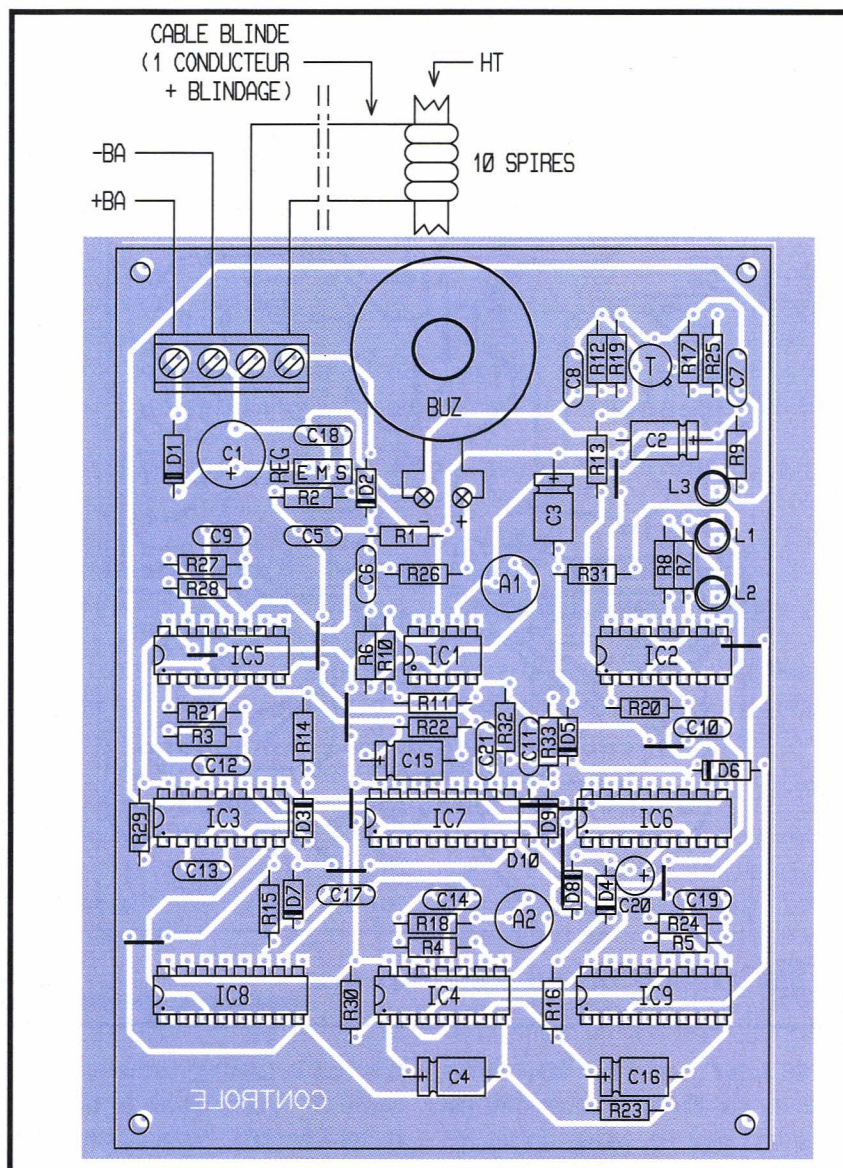 CABLE BLINDE
(1 CONDUCTEUR
+ BLINDAGE)
HT
-BA
10 SPIRES
+BA
BUZ
C8
R12
R19
T
R17
R25
C7
D1
C1
+
REG
C18
E M S
R2
D2
-
+
R13
C2
+
R9
L3
C3
+
C9
C5
R1
L1
R27
R28
C6
R26
A1
R31
R8
R7
L2
IC5
R6
R10
IC1
IC2
R21
R3
R14
R11
R22
R32
R20
C12
+
C15
C21
C11
R33
D5
C10
D6
R29
IC3
D3
IC7
D9
IC6
D10
C13
R15
D7
C17
C14
D8
D4
+
C20
C19
R18
R4
A2
R24
R5
IC8
R30
IC4
R16
IC9
+
C4
+
C16
CONTROLE
R23